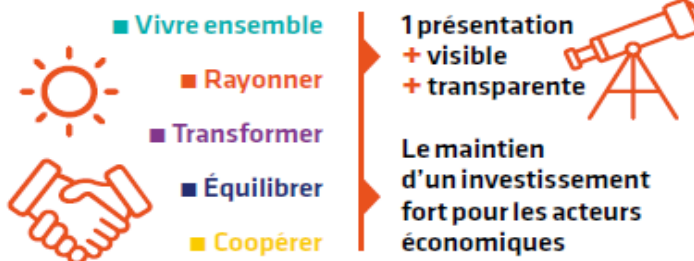 ■ Vivre ensemble
■ Rayonner
■ Transformer
■ Équilibrer
■ Coopérer
1 présentation
+ visible
+ transparente
Le maintien
d'un investissement
fort pour les acteurs
économiques